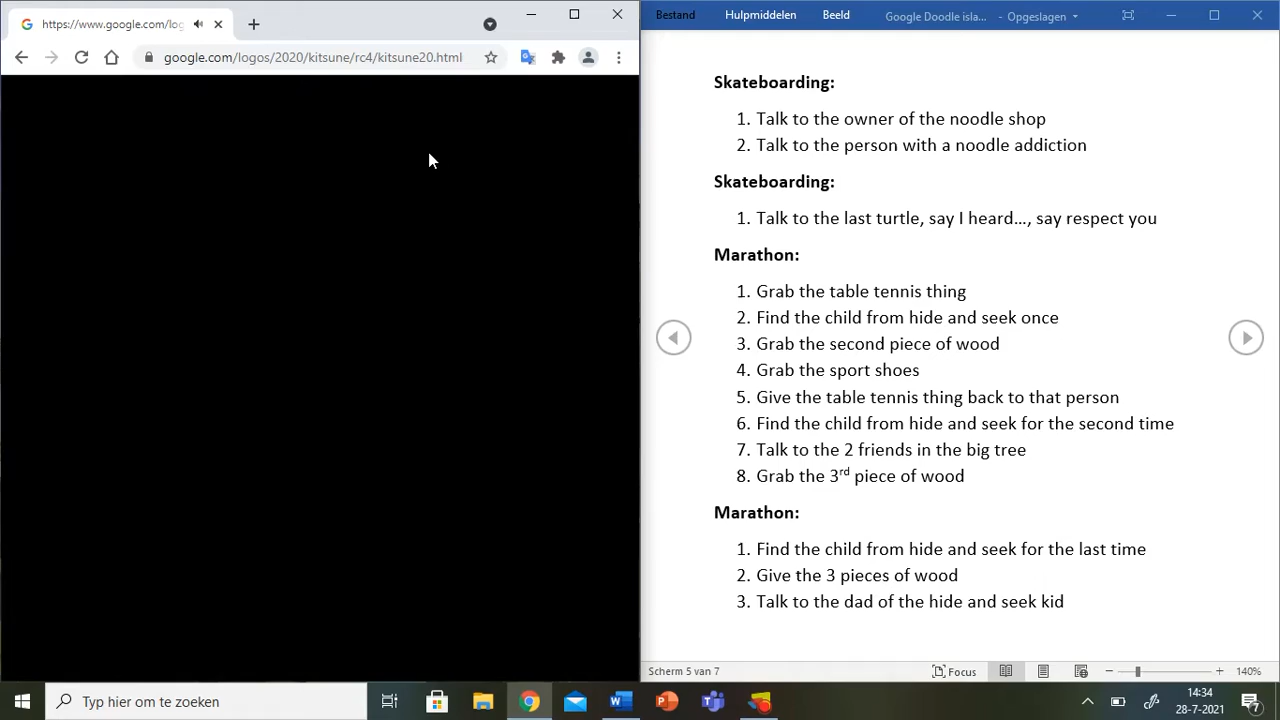 https://www.google.com/log
google.com/logos/2020/kitsune/rc4/kitsune20.html
Bestand Hulpmiddelen Beeld Google Doodle isla... - Opgeslagen
Skateboarding:
1. Talk to the owner of the noodle shop
2. Talk to the person with a noodle addiction
Skateboarding:
1. Talk to the last turtle, say I heard..., say respect you
Marathon:
1. Grab the table tennis thing
2. Find the child from hide and seek once
3. Grab the second piece of wood
4. Grab the sport shoes
5. Give the table tennis thing back to that person
6. Find the child from hide and seek for the second time
7. Talk to the 2 friends in the big tree
8. Grab the 3rd piece of wood
Marathon:
1. Find the child from hide and seek for the last time
2. Give the 3 pieces of wood
3. Talk to the dad of the hide and seek kid
Scherm 5 van 7 Focus 140%
Typ hier om te zoeken
14:34
28-7-2021
7